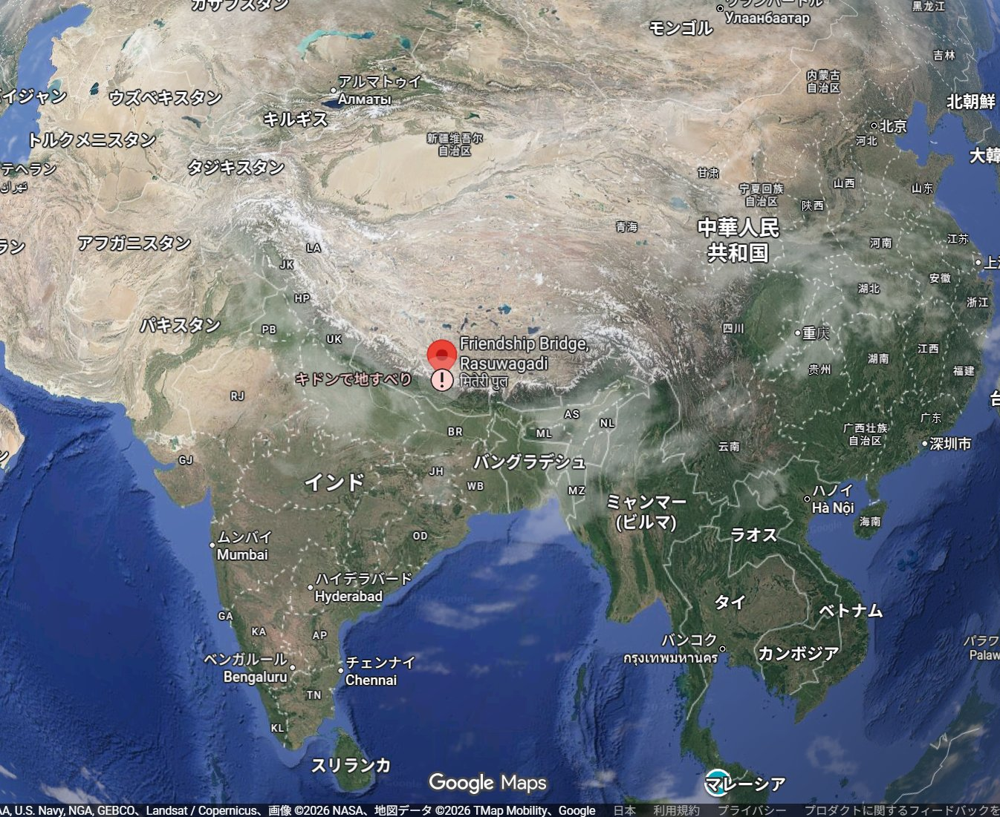 カザフスタン
モンゴル
Улаанбаатар
黑龙江
吉林
アルマトゥイ
Алматы
ウズベキスタン
キルギス
内蒙古
自治区
北朝鮮
北京
河北
トルクメニスタン
新疆维吾尔
自治区
タジキスタン
テヘラン
تهران
甘肃
宁夏回族
自治区
山西
山东
陕西
青海
中華人民
共和国
河南
江苏
アフガニスタン
LA
JK
HP
PB
UK
パキスタン
安徽
湖北
浙江
四川
重庆
江西
湖南
贵州
福建
Friendship Bridge,
Rasuwagadi
मितेरी पुल
キドンで地すべり
RJ
AS
NL
ML
BR
广东
广西壮族
自治区
深圳市
云南
GJ
インド
バングラデシュ
JH
WB
MZ
ミャンマー
(ビルマ)
ハノイ
Hà Nội
海南
ラオス
OD
ムンバイ
Mumbai
ハイデラバード
Hyderabad
タイ
ベトナム
GA
KA
AP
バンコク
กรุงเทพมหานคร
カンボジア
Palaw
ベンガルール
Bengaluru
チェンナイ
Chennai
TN
KL
スリランカ
マレーシア
Google Maps
AA, U.S. Navy, NGA, GEBCO、Landsat / Copernicus、画像 ©2026 NASA、地図データ ©2026 TMap Mobility、Google 日本 利用規約 プライバシー プロダクトに関するフィードバックを